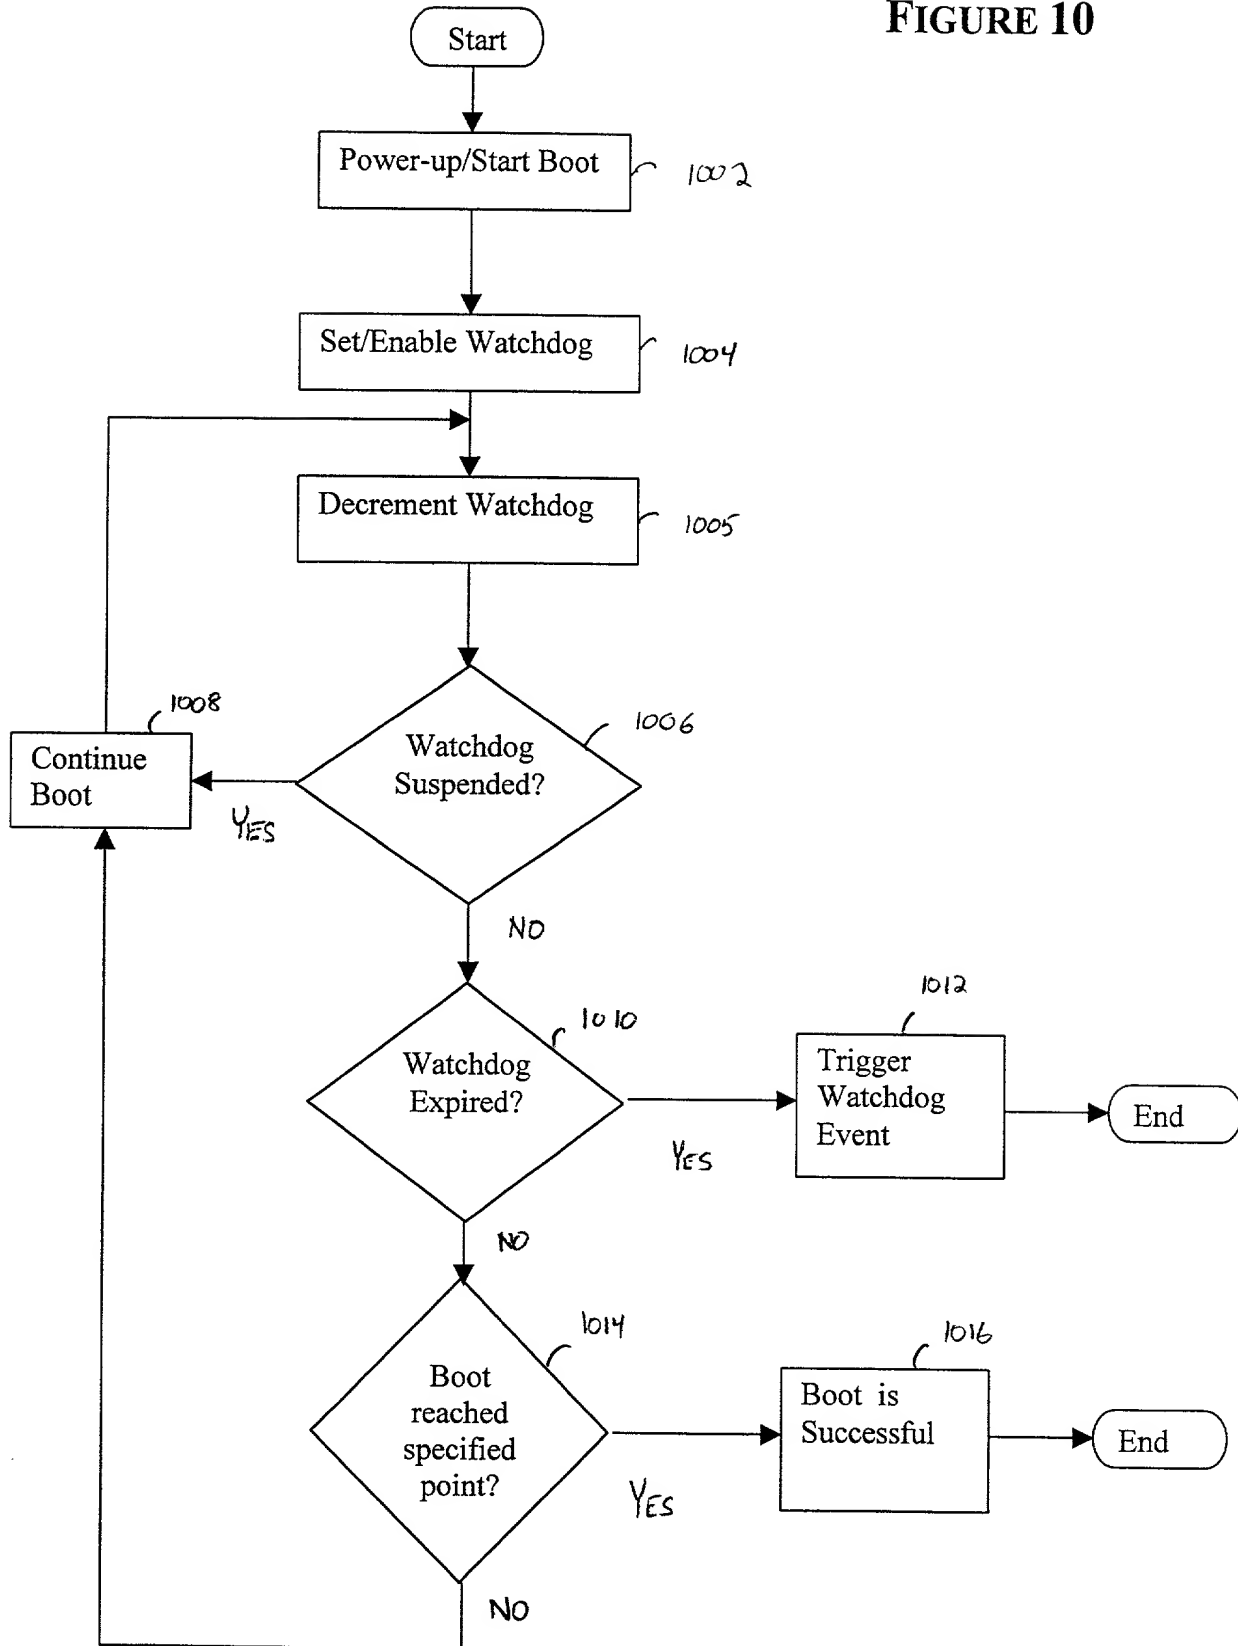 FIGURE 10
Start
Power-up/Start Boot
1002
Set/Enable Watchdog
1004
Decrement Watchdog
1005
1008
Continue
Boot
YES
Watchdog
Suspended?
1006
NO
Watchdog
Expired?
1010
YES
1012
Trigger
Watchdog
Event
End
NO
Boot
reached
specified
point?
1014
YES
1016
Boot is
Successful
End
NO